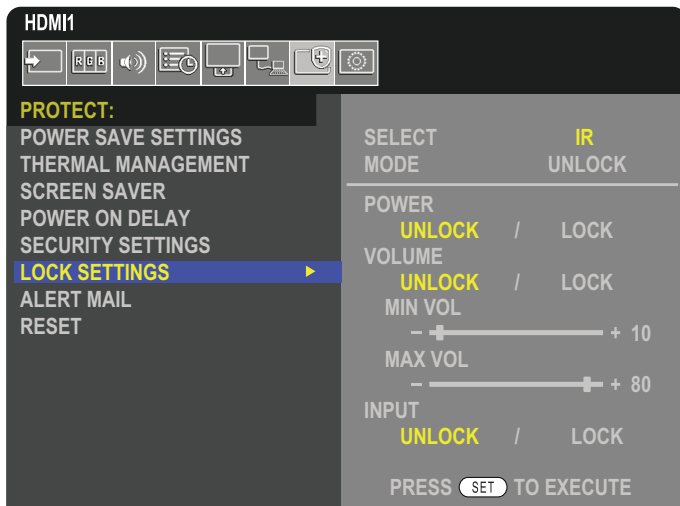 HDMI1
RGB
PROTECT:
POWER SAVE SETTINGS
THERMAL MANAGEMENT
SCREEN SAVER
POWER ON DELAY
SECURITY SETTINGS
LOCK SETTINGS
ALERT MAIL
RESET
SELECT IR
MODE UNLOCK
POWER
UNLOCK / LOCK
VOLUME
UNLOCK / LOCK
MIN VOL
– + 10
MAX VOL
– + 80
INPUT
UNLOCK / LOCK
PRESS SET TO EXECUTE